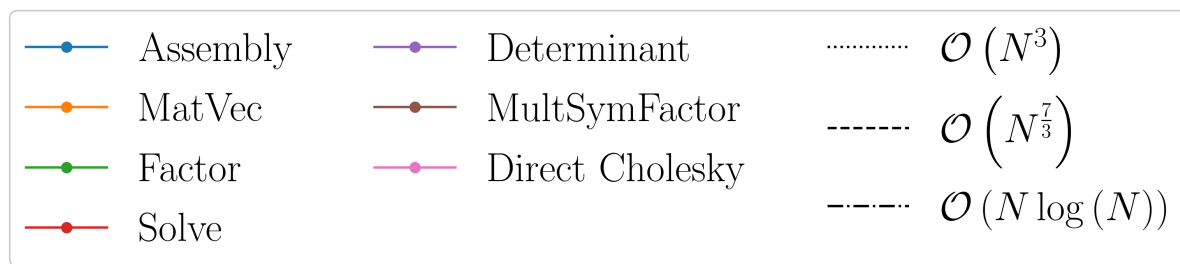 Assembly
MatVec
Factor
Solve
Determinant
MultSymFactor
Direct Cholesky
𝒪 (N³)
𝒪 (N^{7/3})
𝒪 (N log (N))